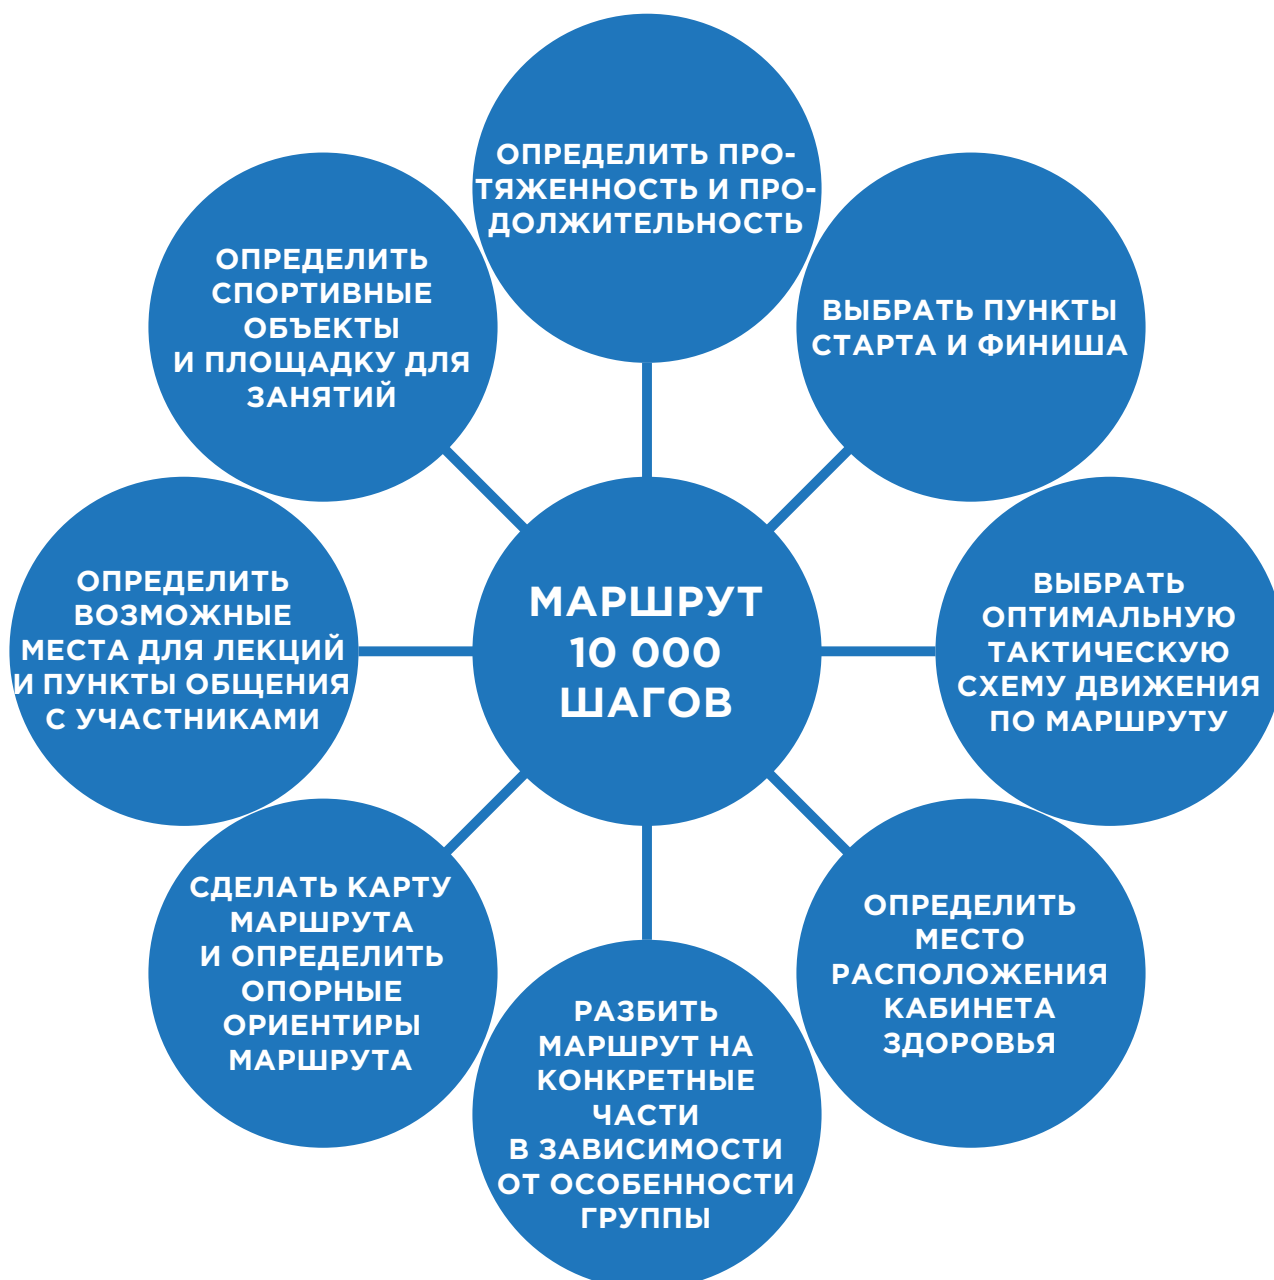 ОПРЕДЕЛИТЬ ПРО-
ТЯЖЕННОСТЬ И ПРО-
ДОЛЖИТЕЛЬНОСТЬ
ВЫБРАТЬ ПУНКТЫ
СТАРТА И ФИНИША
ВЫБРАТЬ
ОПТИМАЛЬНУЮ
ТАКТИЧЕСКУЮ
СХЕМУ ДВИЖЕНИЯ
ПО МАРШРУТУ
ОПРЕДЕЛИТЬ
МЕСТО
РАСПОЛОЖЕНИЯ
КАБИНЕТА
ЗДОРОВЬЯ
РАЗБИТЬ
МАРШРУТ НА
КОНКРЕТНЫЕ
ЧАСТИ
В ЗАВИСИМОСТИ
ОТ ОСОБЕННОСТИ
ГРУППЫ
СДЕЛАТЬ КАРТУ
МАРШРУТА
И ОПРЕДЕЛИТЬ
ОПОРНЫЕ
ОРИЕНТИРЫ
МАРШРУТА
ОПРЕДЕЛИТЬ
ВОЗМОЖНЫЕ
МЕСТА ДЛЯ ЛЕКЦИЙ
И ПУНКТЫ ОБЩЕНИЯ
С УЧАСТНИКАМИ
ОПРЕДЕЛИТЬ
СПОРТИВНЫЕ
ОБЪЕКТЫ
И ПЛОЩАДКУ ДЛЯ
ЗАНЯТИЙ
МАРШРУТ
10 000
ШАГОВ